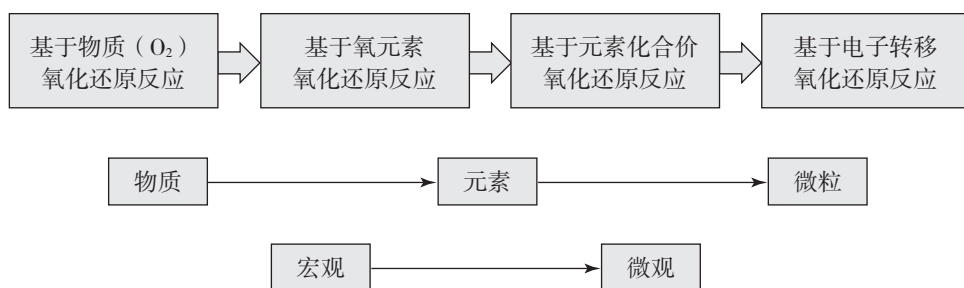 基于物质（O₂） 基于氧元素 基于元素化合价 基于电子转移
氧化还原反应 氧化还原反应 氧化还原反应 氧化还原反应
物质 元素 微粒
宏观 微观